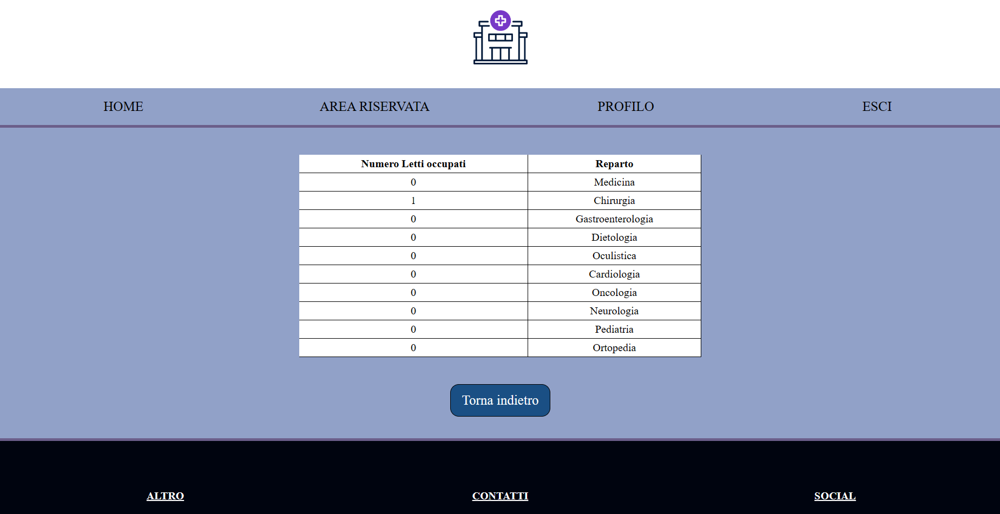 HOME AREA RISERVATA PROFILO ESCI
Numero Letti occupati Reparto
0 Medicina
1 Chirurgia
0 Gastroenterologia
0 Dietologia
0 Oculistica
0 Cardiologia
0 Oncologia
0 Neurologia
0 Pediatria
0 Ortopedia
Torna indietro
ALTRO CONTATTI SOCIAL